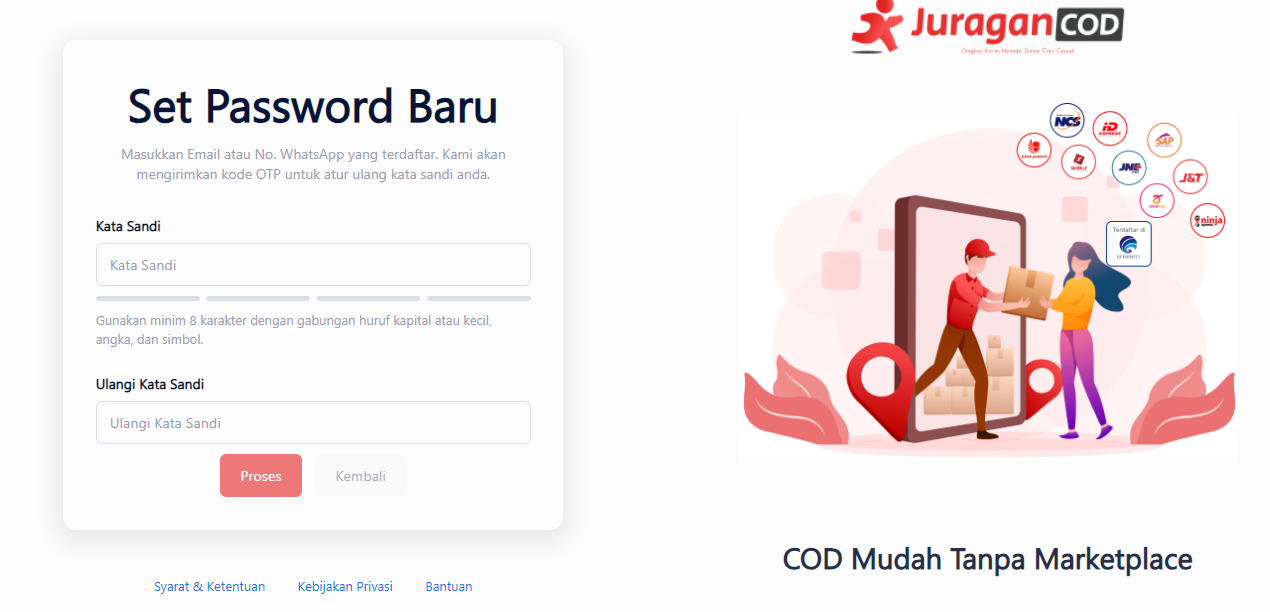 Set Password Baru
Masukkan Email atau No. WhatsApp yang terdaftar. Kami akan
mengirimkan kode OTP untuk atur ulang kata sandi anda.
Kata Sandi
Kata Sandi
Gunakan minim 8 karakter dengan gabungan huruf kapital atau kecil,
angka, dan simbol.
Ulangi Kata Sandi
Ulangi Kata Sandi
Proses Kembali
Syarat & Ketentuan Kebijakan Privasi Bantuan
JuraganCOD
Ongkos Kirim Hemat, Dana Cair Cepat
NCS
iD EXPRESS
SAP
JNE
J&T
ninja
Terdaftar di
KOMINFO
COD Mudah Tanpa Marketplace